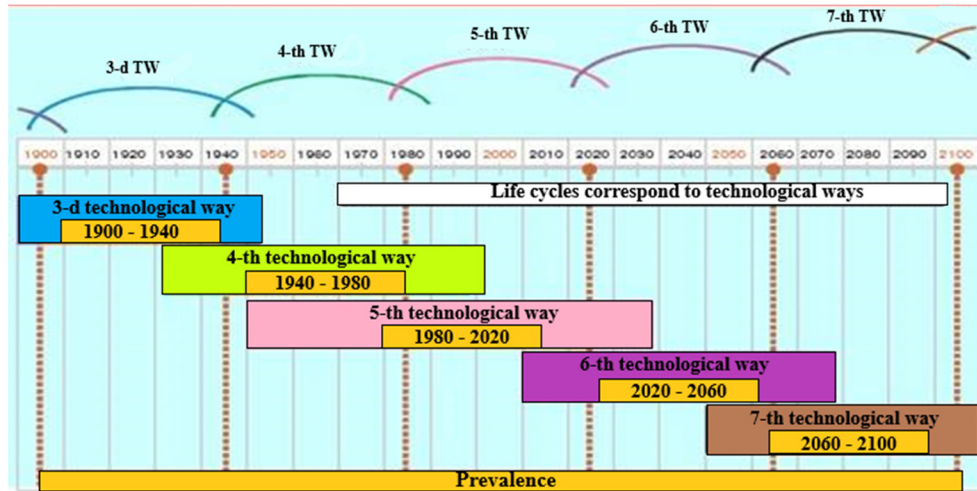 3-d TW
4-th TW
5-th TW
6-th TW
7-th TW
1900 1910 1920 1930 1940 1950 1960 1970 1980 1990 2000 2010 2020 2030 2040 2050 2060 2070 2080 2090 2100
Life cycles correspond to technological ways
3-d technological way
1900 - 1940
4-th technological way
1940 - 1980
5-th technological way
1980 - 2020
6-th technological way
2020 - 2060
7-th technological way
2060 - 2100
Prevalence